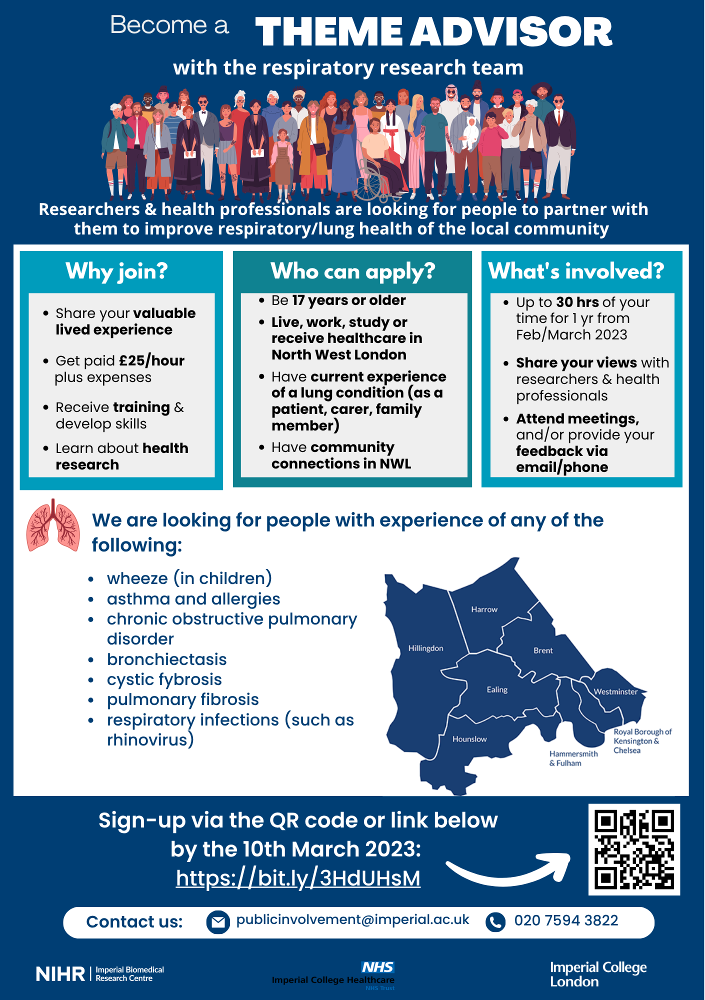 Become a THEME ADVISOR
with the respiratory research team
Researchers & health professionals are looking for people to partner with
them to improve respiratory/lung health of the local community
Why join?
• Share your valuable
lived experience
• Get paid £25/hour
plus expenses
• Receive training &
develop skills
• Learn about health
research
Who can apply?
• Be 17 years or older
• Live, work, study or
receive healthcare in
North West London
• Have current experience
of a lung condition (as a
patient, carer, family
member)
• Have community
connections in NWL
What's involved?
• Up to 30 hrs of your
time for 1 yr from
Feb/March 2023
• Share your views with
researchers & health
professionals
• Attend meetings,
and/or provide your
feedback via
email/phone
We are looking for people with experience of any of the
following:
• wheeze (in children)
• asthma and allergies
• chronic obstructive pulmonary
disorder
• bronchiectasis
• cystic fybrosis
• pulmonary fibrosis
• respiratory infections (such as
rhinovirus)
Harrow
Hillingdon
Brent
Ealing
Westminster
Hounslow
Royal Borough of
Kensington &
Chelsea
Hammersmith
& Fulham
Sign-up via the QR code or link below
by the 10th March 2023:
https://bit.ly/3HdUHsM
Contact us: publicinvolvement@imperial.ac.uk 020 7594 3822
NIHR | Imperial Biomedical
Research Centre
NHS
Imperial College Healthcare
NHS Trust
Imperial College
London